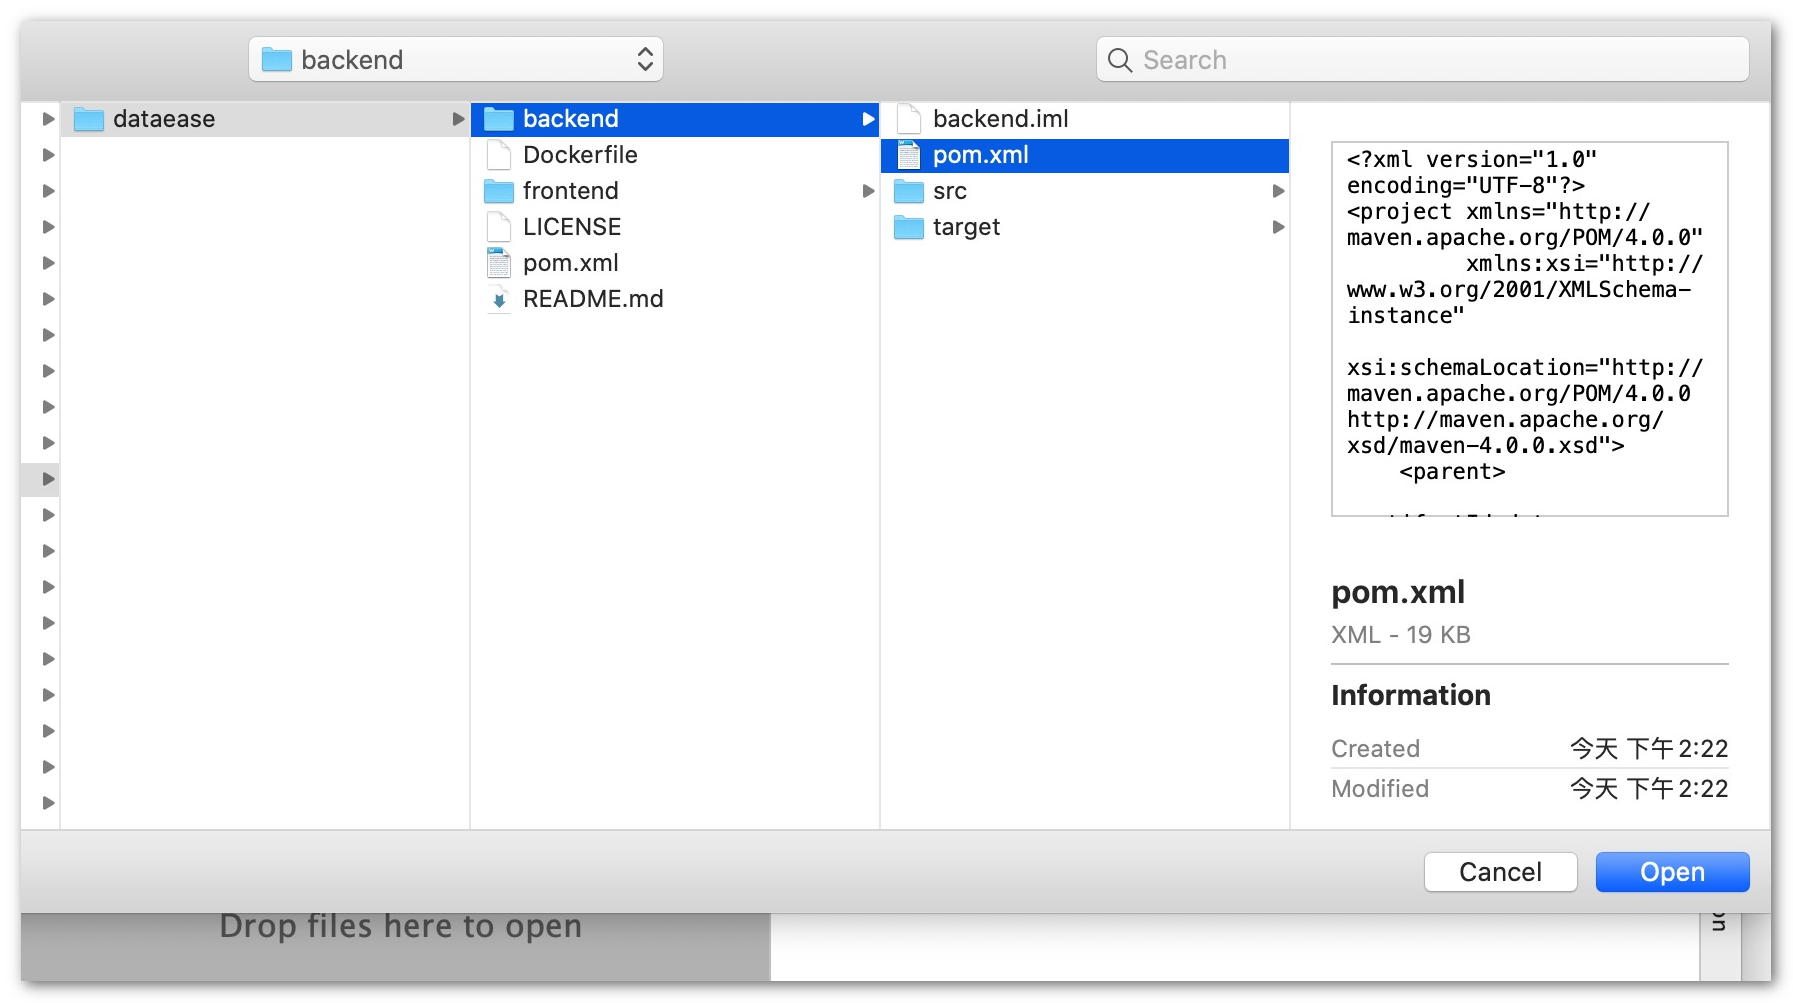 backend
Search
dataease
backend
Dockerfile
frontend
LICENSE
pom.xml
README.md
backend.iml
pom.xml
src
target
<?xml version="1.0"
encoding="UTF-8"?>
<project xmlns="http://
maven.apache.org/POM/4.0.0"
xmlns:xsi="http://
www.w3.org/2001/XMLSchema-
instance"
xsi:schemaLocation="http://
maven.apache.org/POM/4.0.0
http://maven.apache.org/
xsd/maven-4.0.0.xsd">
<parent>
pom.xml
XML - 19 KB
Information
Created 今天 下午 2:22
Modified 今天 下午 2:22
Cancel
Open
Drop files here to open